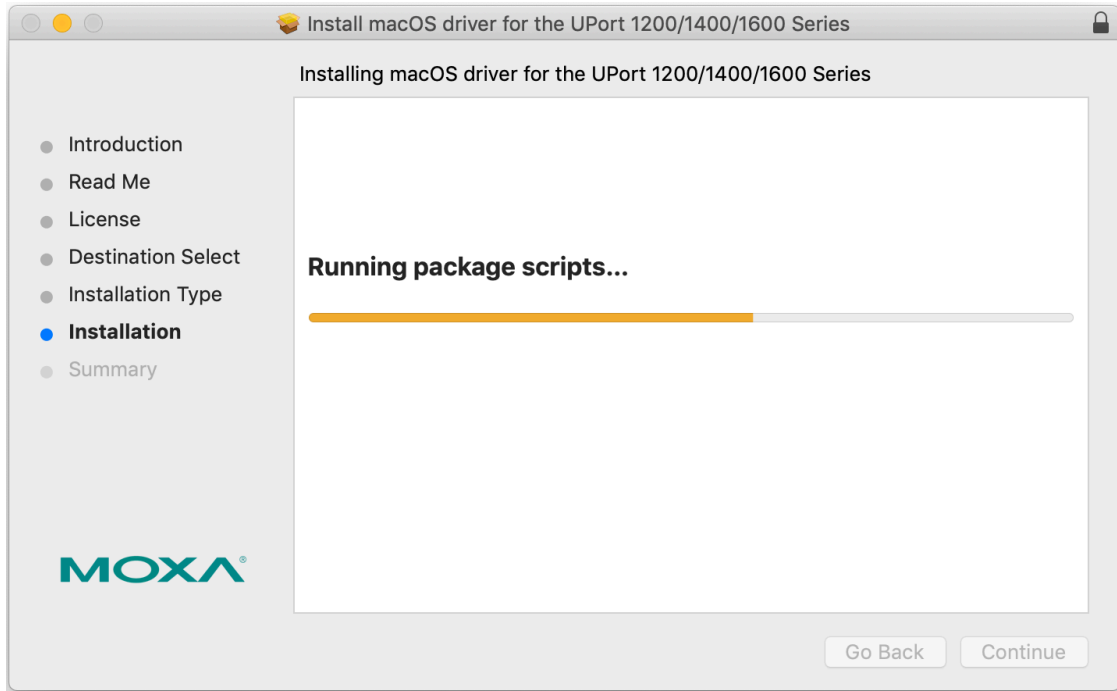 Install macOS driver for the UPort 1200/1400/1600 Series
Installing macOS driver for the UPort 1200/1400/1600 Series
Introduction
Read Me
License
Destination Select
Installation Type
Installation
Summary
Running package scripts...
MOXA®
Go Back
Continue